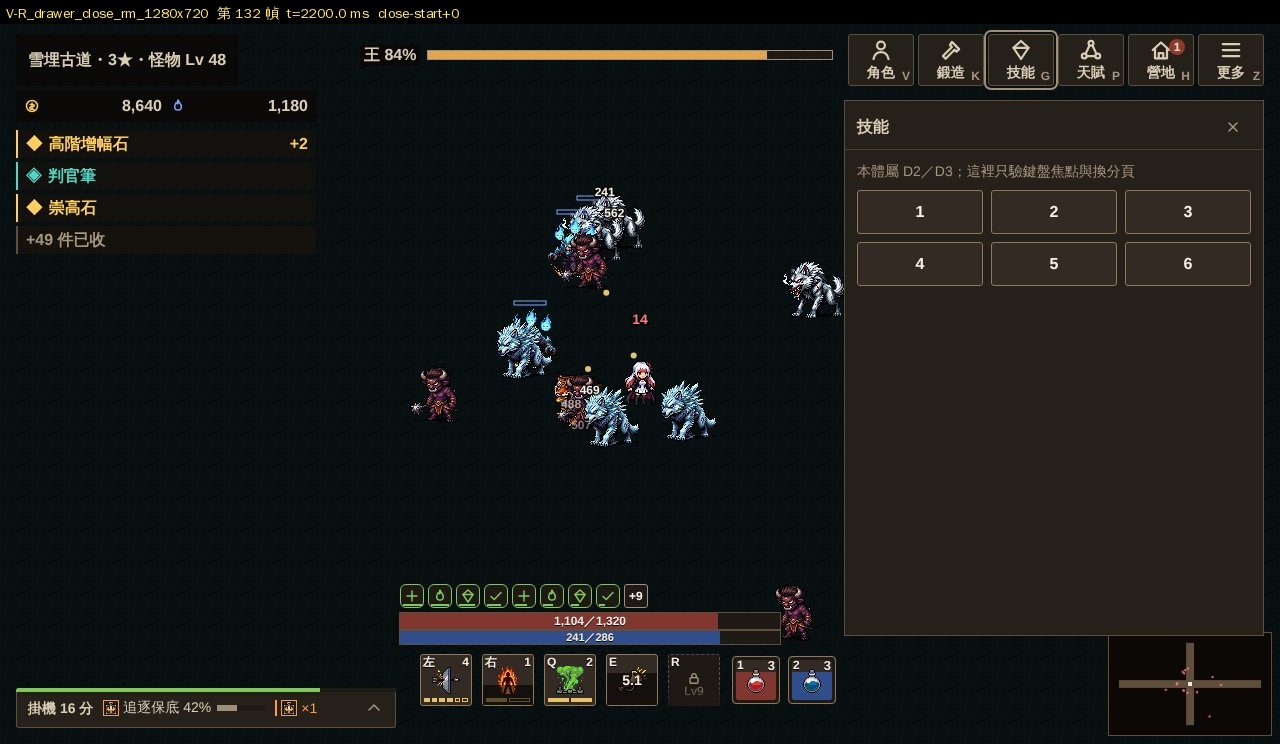 V-R_drawer_close_rm_1280x720 第 132 幀 t=2200.0 ms close-start+0
雪埋古道・3★・怪物 Lv 48
王 84%
角色 V
鍛造 K
技能 G
天賦 P
營地 H 1
更多 Z
8,640 1,180
高階增幅石 +2
判官筆
崇高石
+49 件已收
技能
本體屬 D2／D3；這裡只驗鍵盤焦點與換分頁
1 2 3
4 5 6
241
562
14
469
488
507
+9
1,104／1,320
241／286
左 4
右 1
Q 2
E 5.1
R Lv9
1 3
2 3
掛機 16 分 追逐保底 42% ×1